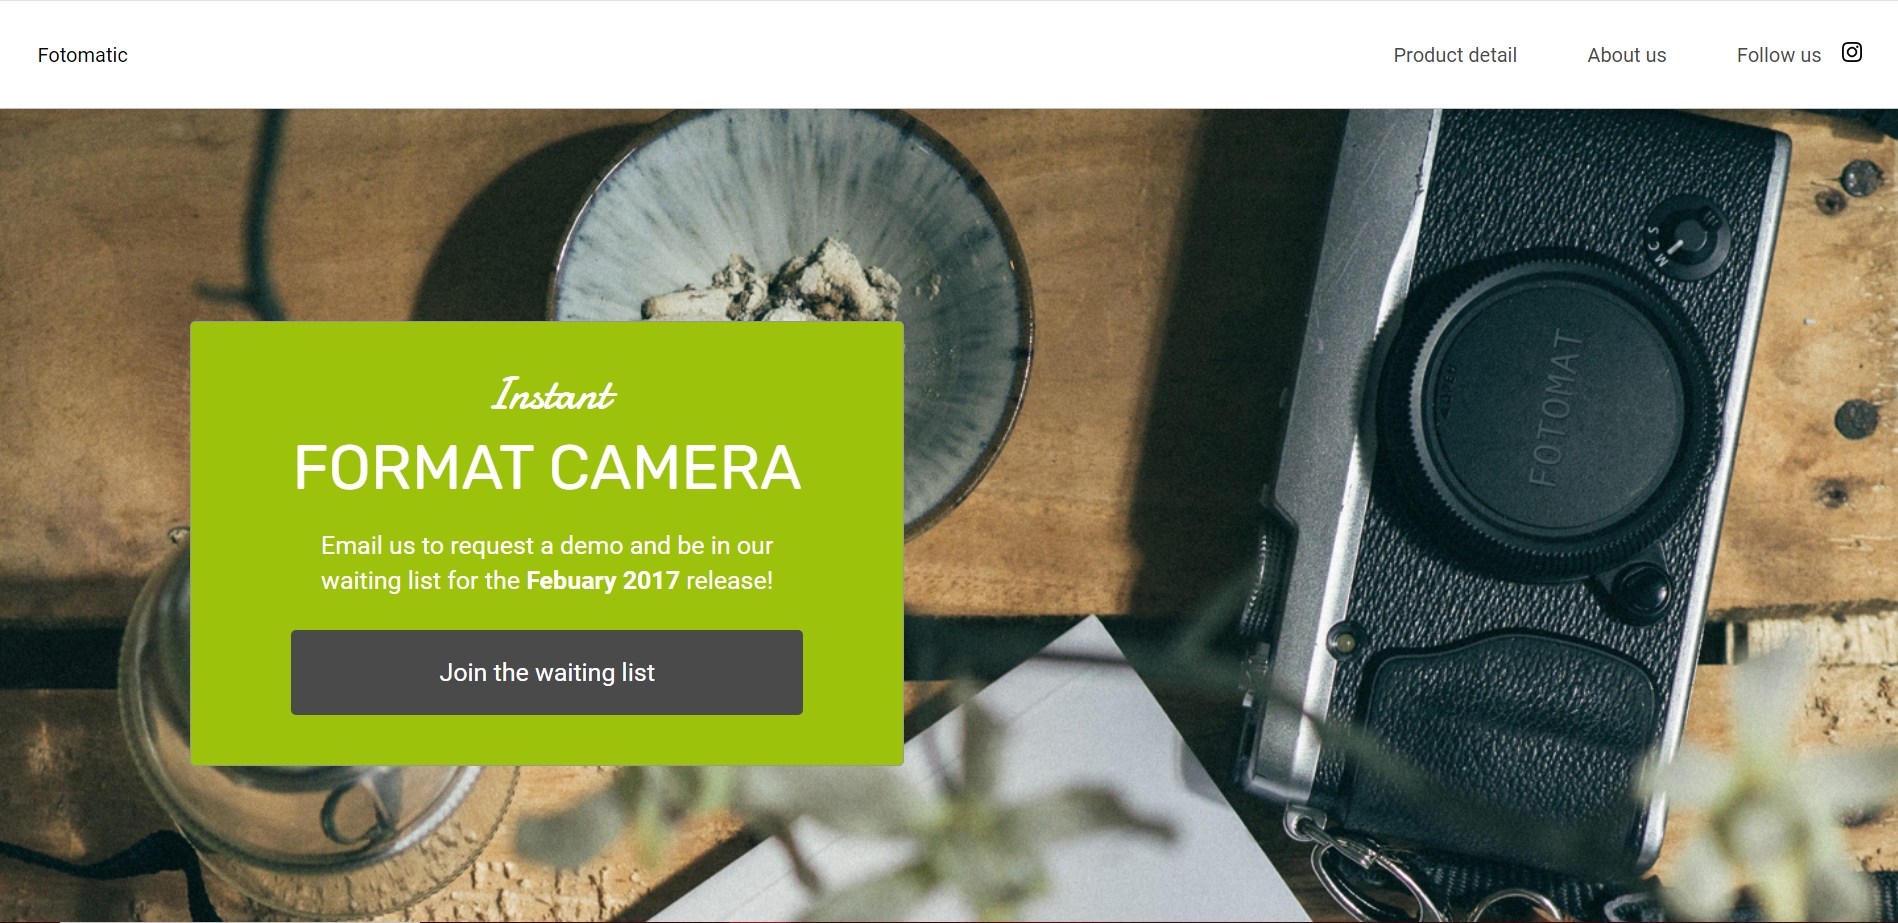 Fotomatic
Product detail
About us
Follow us
Instant
FORMAT CAMERA
Email us to request a demo and be in our
waiting list for the Febuary 2017 release!
Join the waiting list
FOTOMAT
M C S